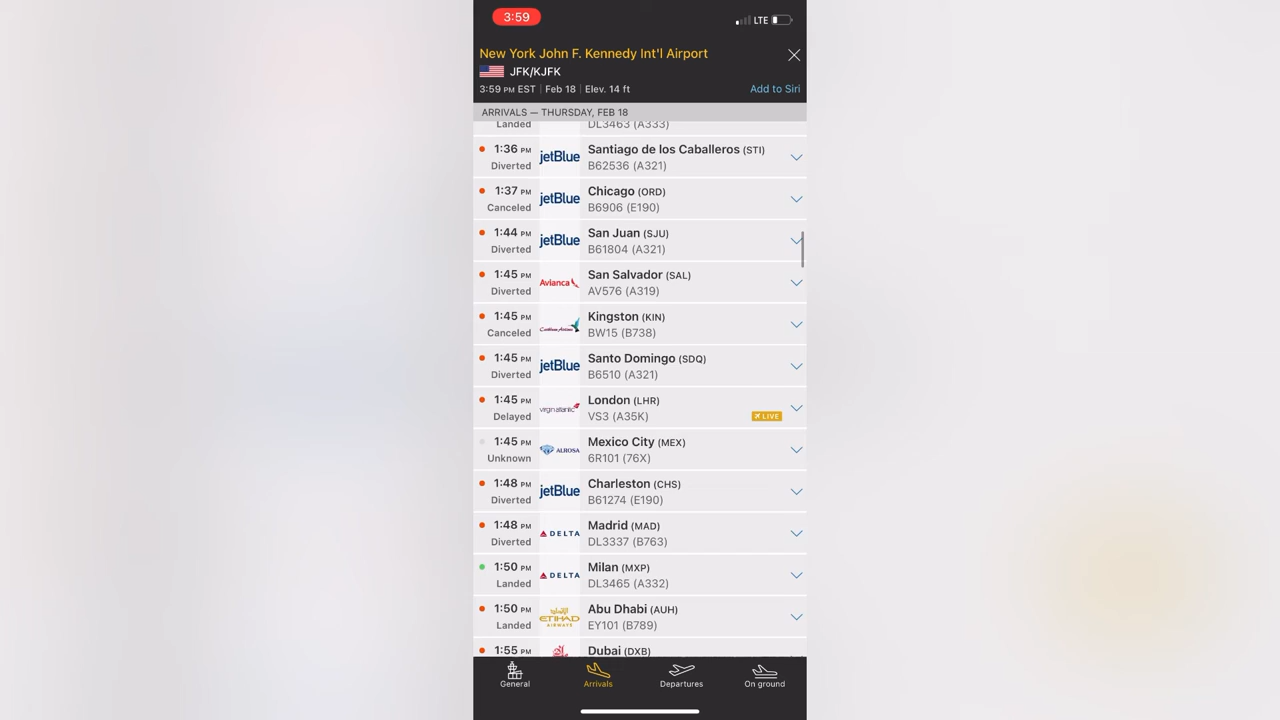 3:59
LTE
New York John F. Kennedy Int'l Airport
JFK/KJFK
3:59 PM EST | Feb 18 | Elev. 14 ft
Add to Siri
ARRIVALS — THURSDAY, FEB 18
Landed
DL3463 (A333)
1:36 PM
Diverted
jetBlue
Santiago de los Caballeros (STI)
B62536 (A321)
1:37 PM
Canceled
jetBlue
Chicago (ORD)
B6906 (E190)
1:44 PM
Diverted
jetBlue
San Juan (SJU)
B61804 (A321)
1:45 PM
Diverted
Avianca
San Salvador (SAL)
AV576 (A319)
1:45 PM
Canceled
Caribbean Airlines
Kingston (KIN)
BW15 (B738)
1:45 PM
Diverted
jetBlue
Santo Domingo (SDQ)
B6510 (A321)
1:45 PM
Delayed
virgin atlantic
London (LHR)
VS3 (A35K)
LIVE
1:45 PM
Unknown
ALROSA
Mexico City (MEX)
6R101 (76X)
1:48 PM
Diverted
jetBlue
Charleston (CHS)
B61274 (E190)
1:48 PM
Diverted
DELTA
Madrid (MAD)
DL3337 (B763)
1:50 PM
Landed
DELTA
Milan (MXP)
DL3465 (A332)
1:50 PM
Landed
ETIHAD
AIRWAYS
Abu Dhabi (AUH)
EY101 (B789)
1:55 PM
Dubai (DXB)
General
Arrivals
Departures
On ground